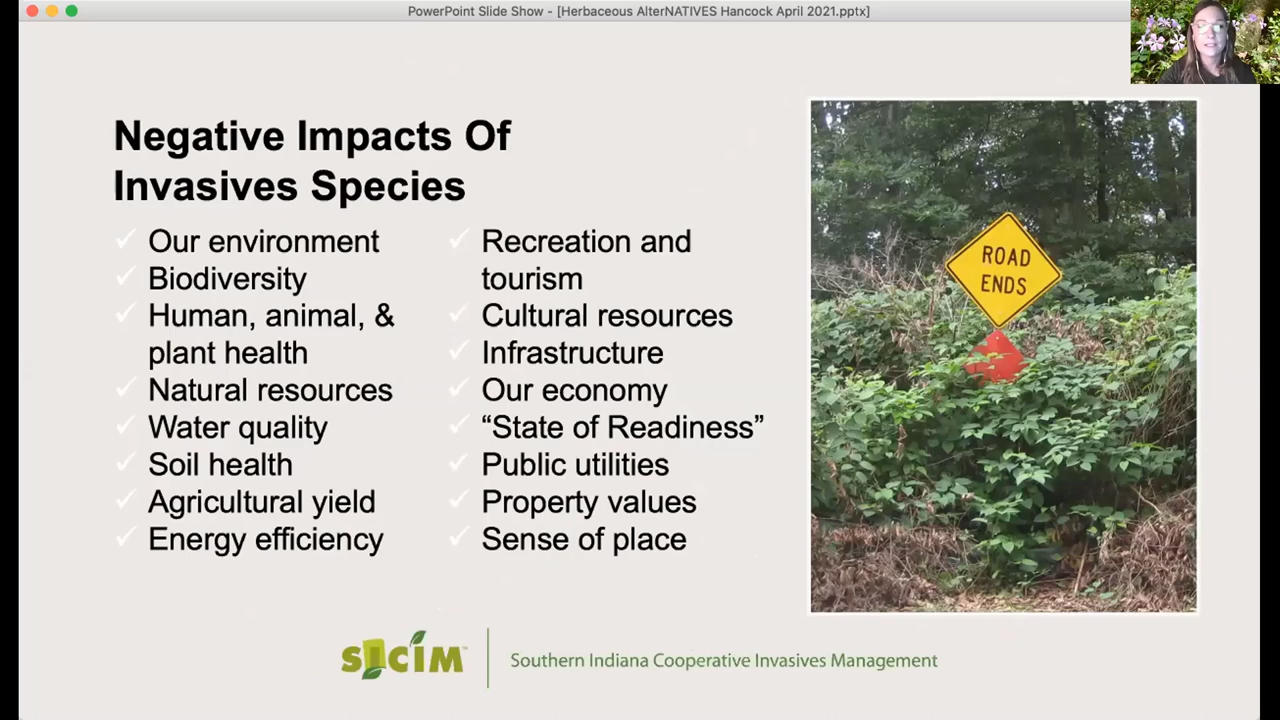 PowerPoint Slide Show - [Herbaceous AlterNATIVES Hancock April 2021.pptx]
Negative Impacts Of
Invasives Species
Our environment
Biodiversity
Human, animal, &
plant health
Natural resources
Water quality
Soil health
Agricultural yield
Energy efficiency
Recreation and
tourism
Cultural resources
Infrastructure
Our economy
“State of Readiness”
Public utilities
Property values
Sense of place
ROAD
ENDS
SICIM™
Southern Indiana Cooperative Invasives Management